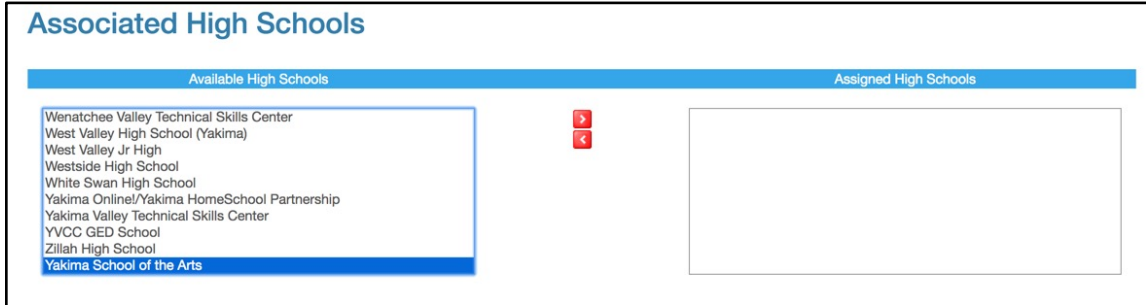 Associated High Schools
Available High Schools
Assigned High Schools
Wenatchee Valley Technical Skills Center
West Valley High School (Yakima)
West Valley Jr High
Westside High School
White Swan High School
Yakima Online!/Yakima HomeSchool Partnership
Yakima Valley Technical Skills Center
YVCC GED School
Zillah High School
Yakima School of the Arts
>
<